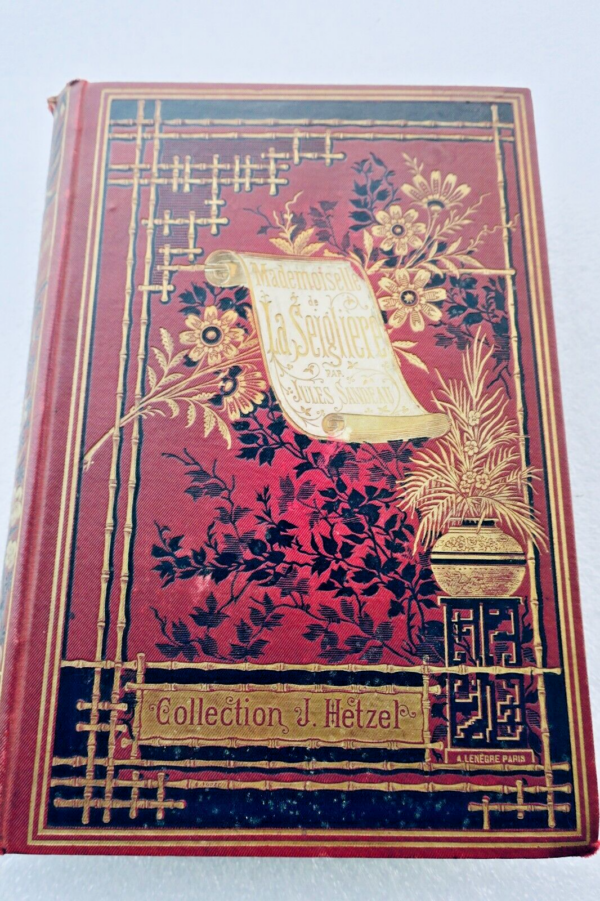 Mademoiselle
de
La Seiglière
PAR
JULES SANDEAU
Collection J. Hetzel
A. LENÈGRE PARIS